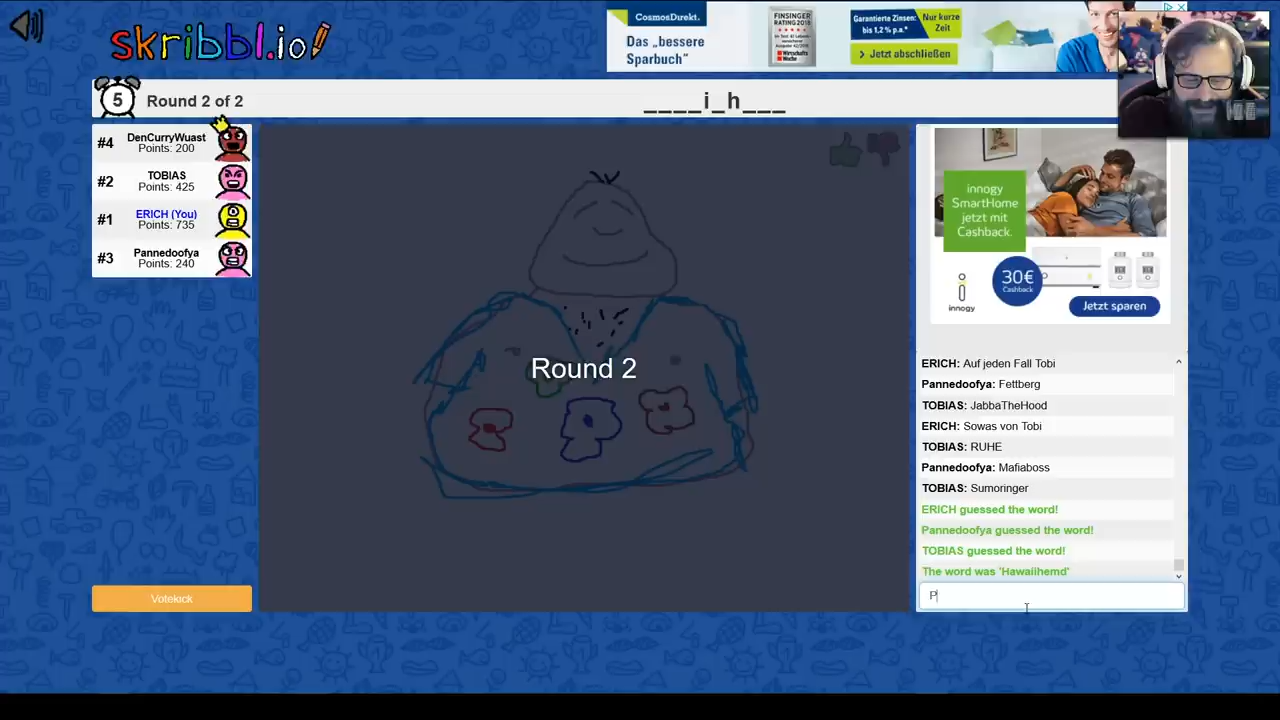 skribbl.io
CosmosDirekt.
Das „bessere
Sparbuch“
FINSINGER
RATING 2018
Garantierte Zinsen:
bis 1,2 % p.a.*
Nur kurze
Zeit
> Jetzt abschließen
5
Round 2 of 2
____i_h___
#4
DenCurryWuast
Points: 200
#2
TOBIAS
Points: 425
#1
ERICH (You)
Points: 735
#3
Pannedoofya
Points: 240
Votekick
Round 2
innogy
SmartHome
jetzt mit
Cashback.
innogy
30€
Cashback
Jetzt sparen
ERICH: Auf jeden Fall Tobi
Pannedoofya: Fettberg
TOBIAS: JabbaTheHood
ERICH: Sowas von Tobi
TOBIAS: RUHE
Pannedoofya: Mafiaboss
TOBIAS: Sumoringer
ERICH guessed the word!
Pannedoofya guessed the word!
TOBIAS guessed the word!
The word was 'Hawaiihemd'
P